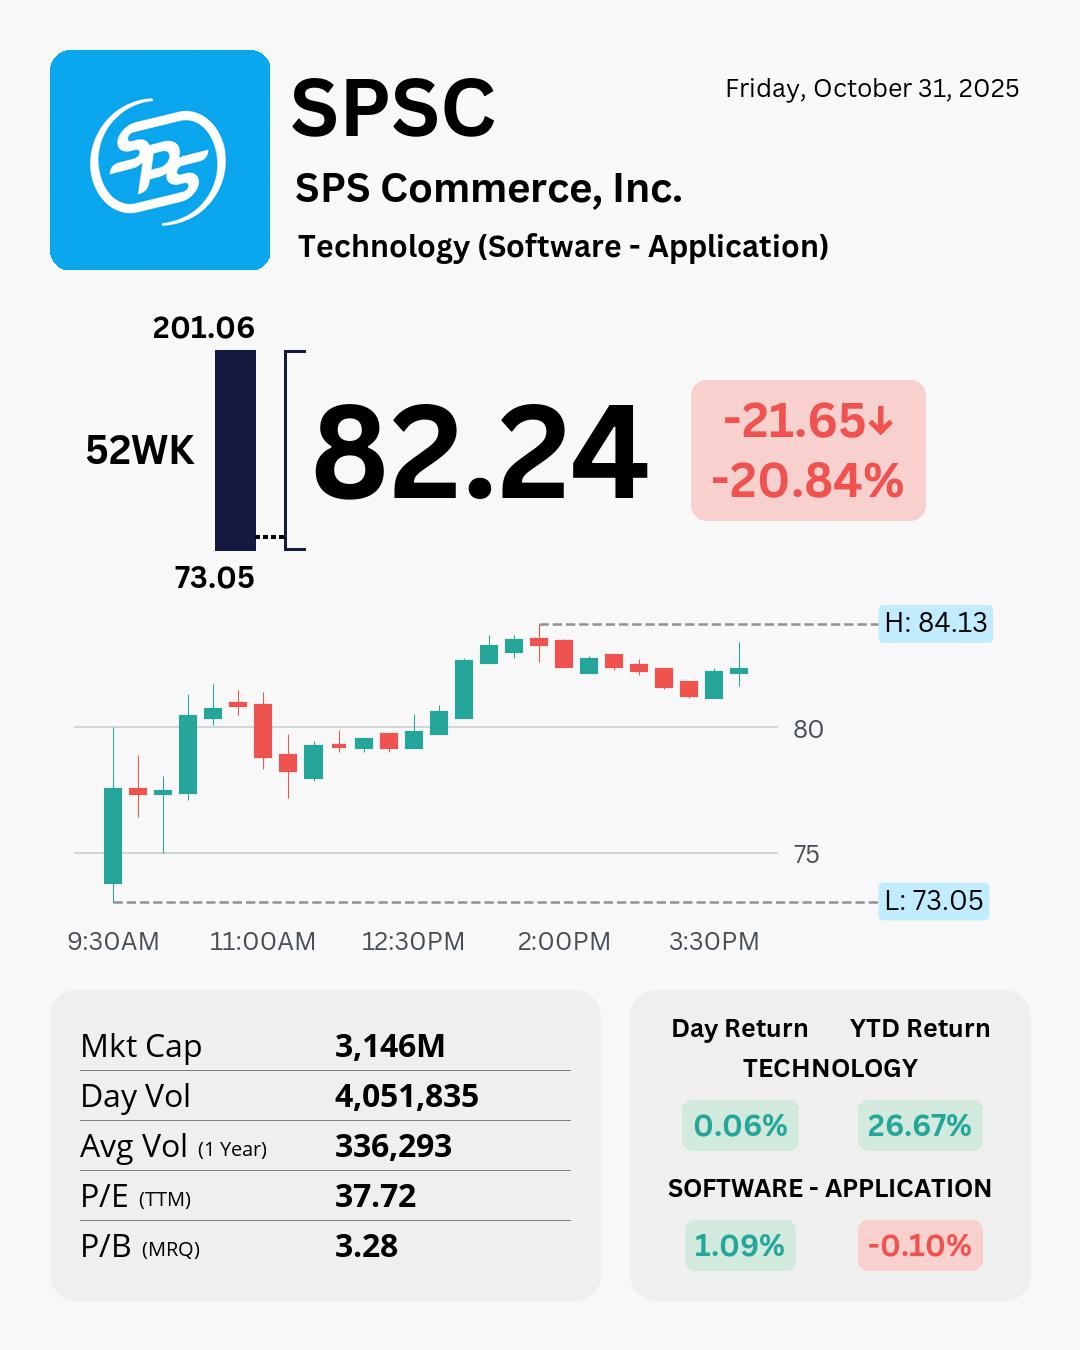 SPS
SPSC
Friday, October 31, 2025
SPS Commerce, Inc.
Technology (Software - Application)
201.06
52WK
82.24
-21.65↓
-20.84%
73.05
H: 84.13
80
75
L: 73.05
9:30AM 11:00AM 12:30PM 2:00PM 3:30PM
Mkt Cap 3,146M
Day Vol 4,051,835
Avg Vol (1 Year) 336,293
P/E (TTM) 37.72
P/B (MRQ) 3.28
Day Return YTD Return
TECHNOLOGY
0.06% 26.67%
SOFTWARE - APPLICATION
1.09% -0.10%